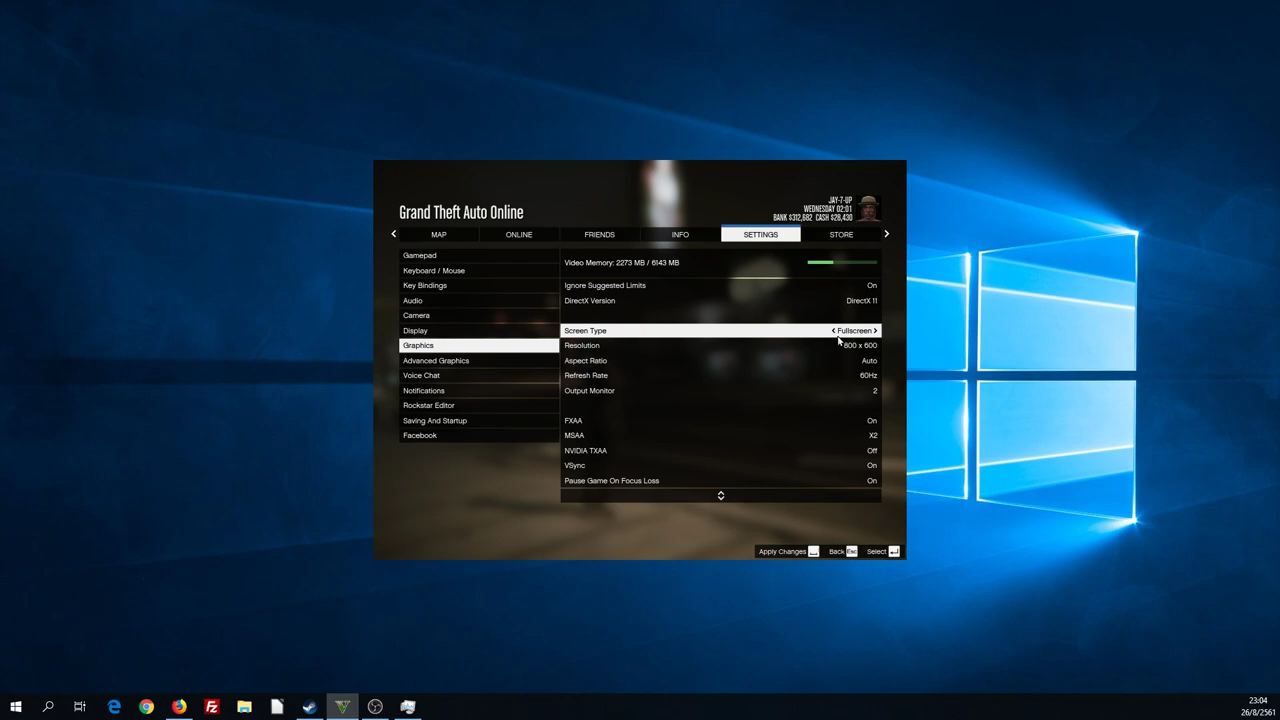 Grand Theft Auto Online
JAY-7-UP
WEDNESDAY 02:01
BANK $312,682 CASH $28,430
MAP ONLINE FRIENDS INFO SETTINGS STORE
Gamepad
Keyboard / Mouse
Key Bindings
Audio
Camera
Display
Graphics
Advanced Graphics
Voice Chat
Notifications
Rockstar Editor
Saving And Startup
Facebook
Video Memory: 2273 MB / 6143 MB
Ignore Suggested Limits On
DirectX Version DirectX 11
Screen Type Fullscreen
Resolution 800 x 600
Aspect Ratio Auto
Refresh Rate 60Hz
Output Monitor 2
FXAA On
MSAA X2
NVIDIA TXAA Off
VSync On
Pause Game On Focus Loss On
Apply Changes Back Esc Select
Fz
23:04
26/8/2561